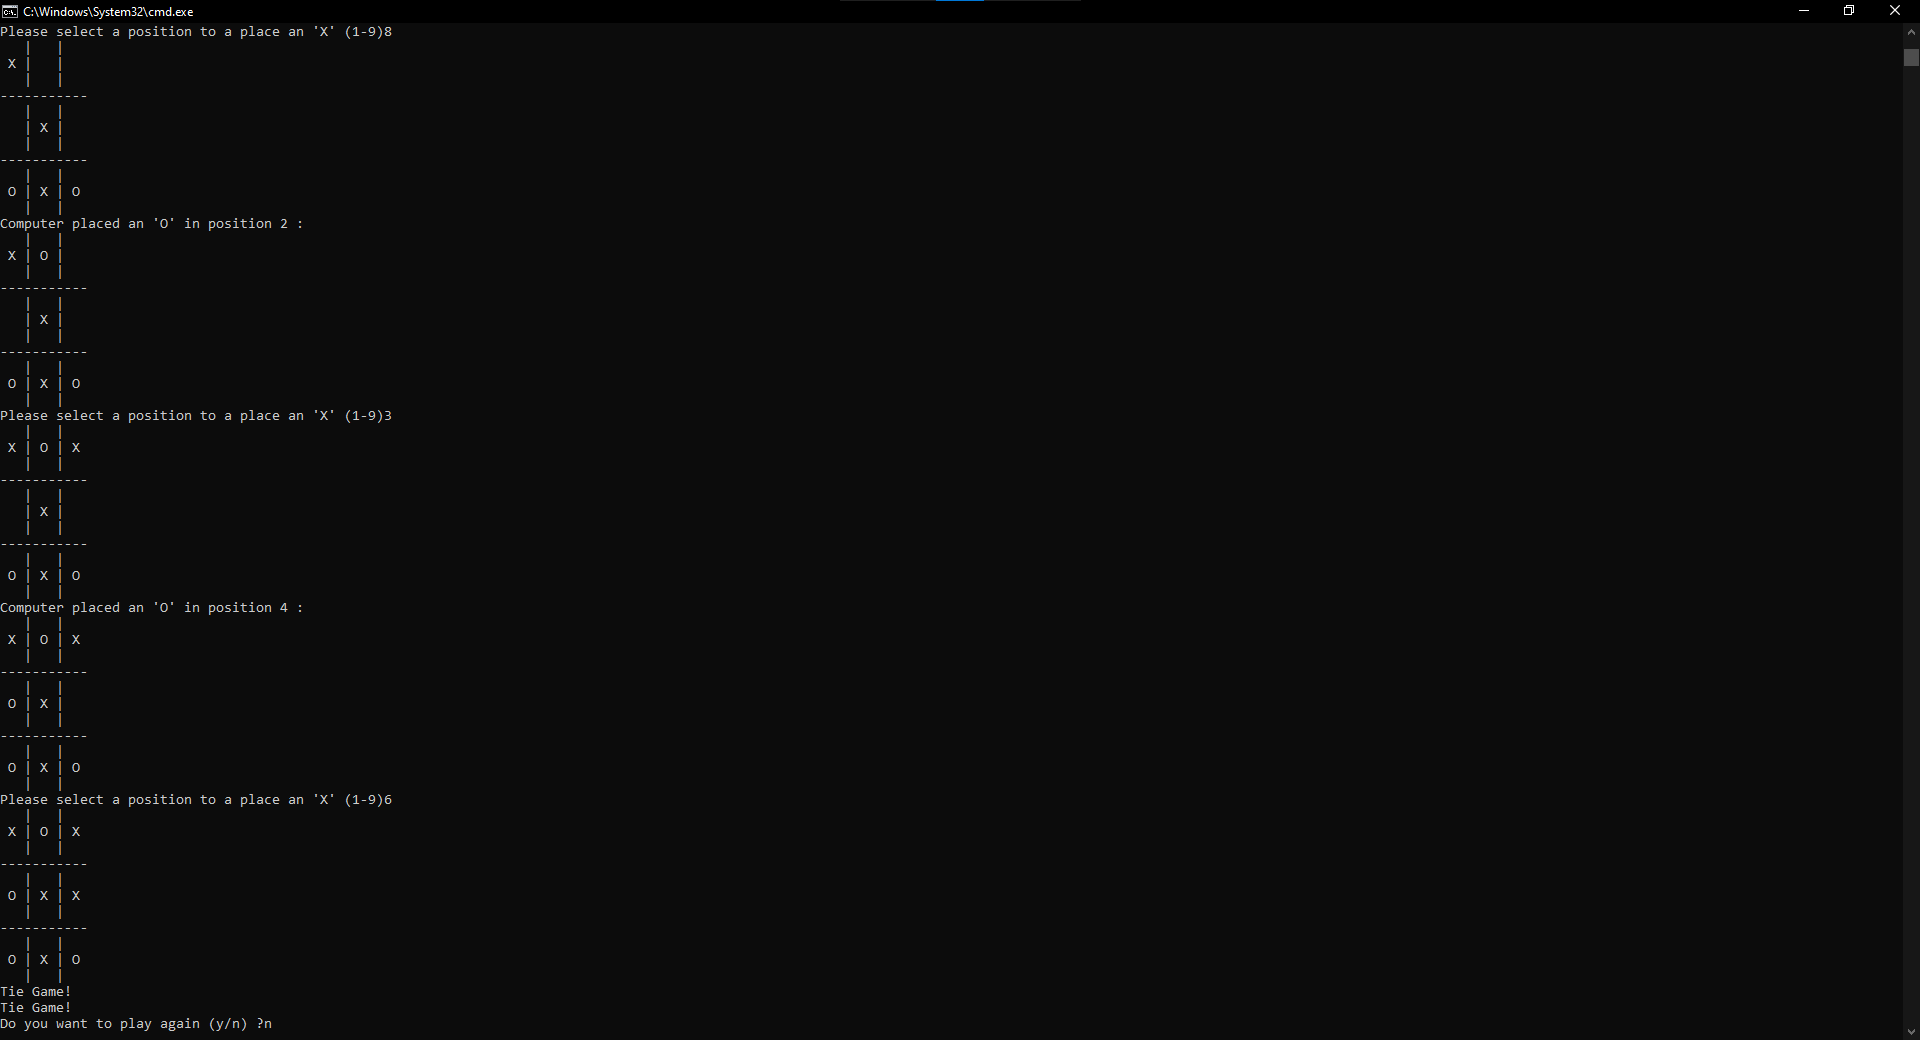 C:\Windows\System32\cmd.exe
Please select a position to a place an 'X' (1-9)8
   |   |
 X |   |
   |   |
-----------
   |   |
   | X |
   |   |
-----------
   |   |
 O | X | O
   |   |
Computer placed an 'O' in position 2 :
   |   |
 X | O |
   |   |
-----------
   |   |
   | X |
   |   |
-----------
   |   |
 O | X | O
   |   |
Please select a position to a place an 'X' (1-9)3
   |   |
 X | O | X
   |   |
-----------
   |   |
   | X |
   |   |
-----------
   |   |
 O | X | O
   |   |
Computer placed an 'O' in position 4 :
   |   |
 X | O | X
   |   |
-----------
   |   |
 O | X |
   |   |
-----------
   |   |
 O | X | O
   |   |
Please select a position to a place an 'X' (1-9)6
   |   |
 X | O | X
   |   |
-----------
   |   |
 O | X | X
   |   |
-----------
   |   |
 O | X | O
   |   |
Tie Game!
Tie Game!
Do you want to play again (y/n) ?n